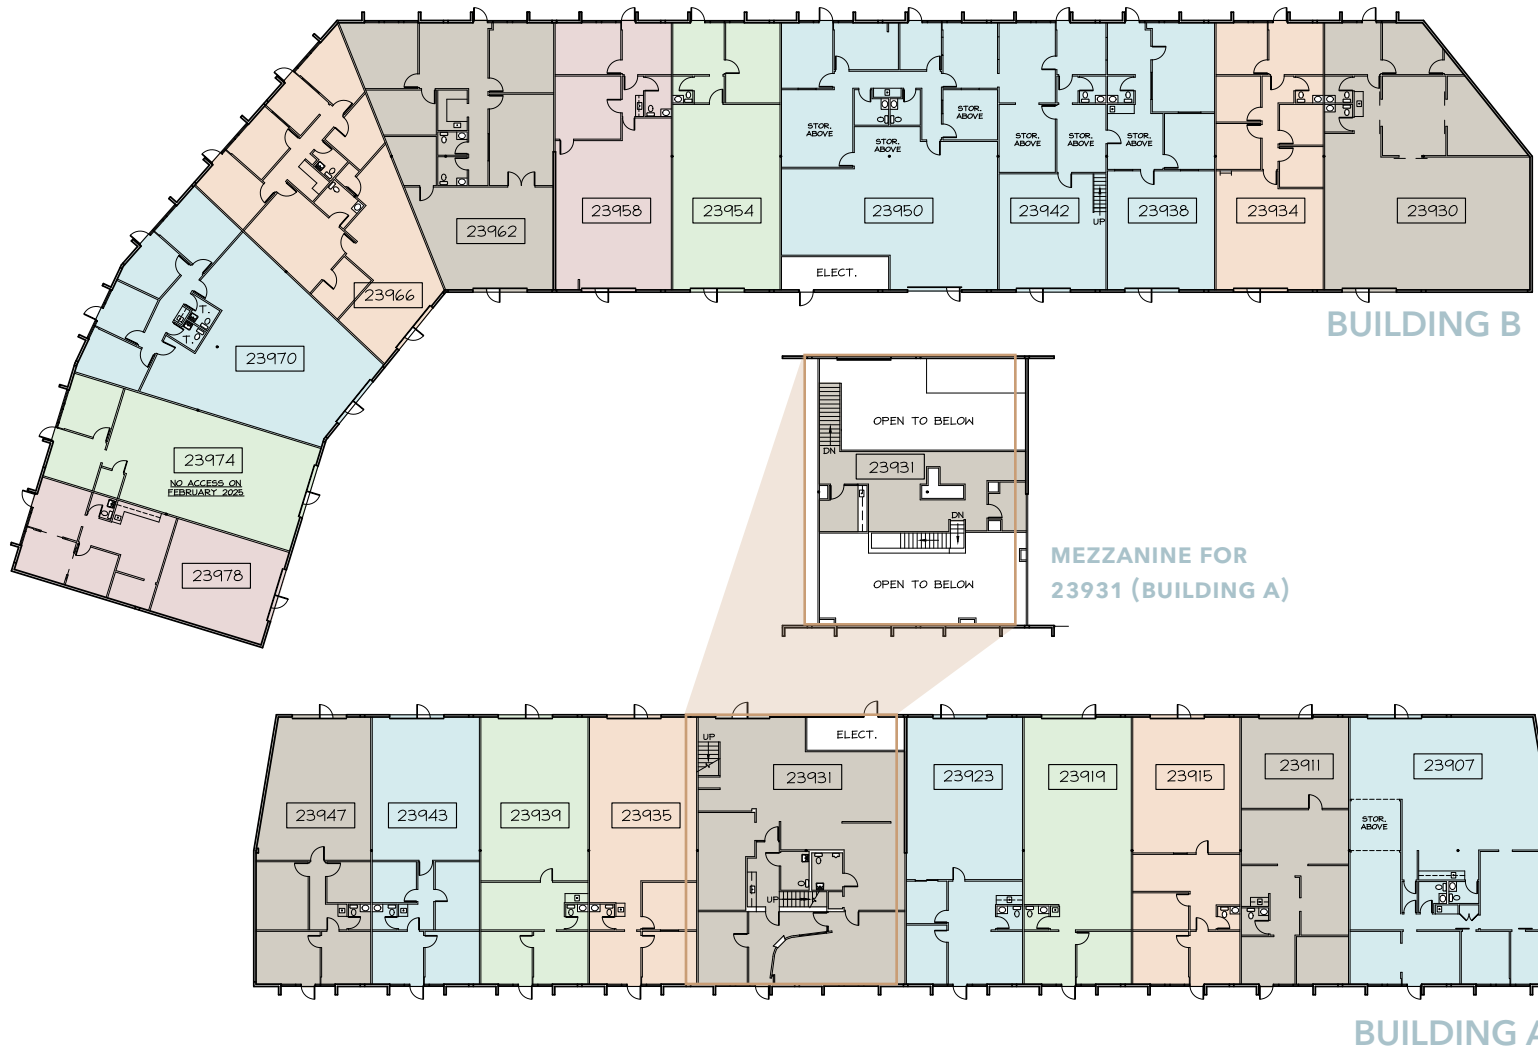 STOR.
ABOVE
STOR.
ABOVE
STOR.
ABOVE
STOR.
ABOVE
STOR.
ABOVE
STOR.
ABOVE
23962
23958
23954
23950
23942
UP
23938
23934
23930
ELECT.
23966
BUILDING B
T.
T.
23970
23974
NO ACCESS ON
FEBRUARY 2025
23978
OPEN TO BELOW
DN
23931
DN
OPEN TO BELOW
MEZZANINE FOR
23931 (BUILDING A)
UP
ELECT.
23931
23923
23919
23915
23911
23907
23947
23943
23939
23935
STOR.
ABOVE
UP
BUILDING A